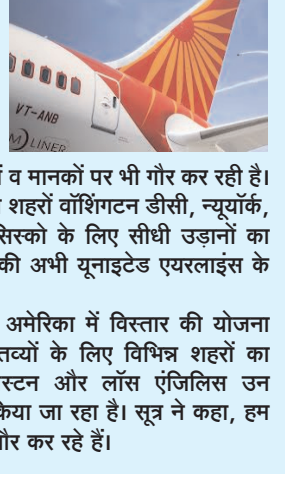 VT-ANB
LINER
व मानकों पर भी गौर कर रही है।
शहरों वॉशिंगटन डीसी, न्यूयॉर्क,
सिस्को के लिए सीधी उड़ानों का
की अभी यूनाइटेड एयरलाइंस के
अमेरिका में विस्तार की योजना
तव्यों के लिए विभिन्न शहरों का
स्टन और लॉस एंजिलिस उन
किया जा रहा है। सूत्र ने कहा, हम
गौर कर रहे हैं।